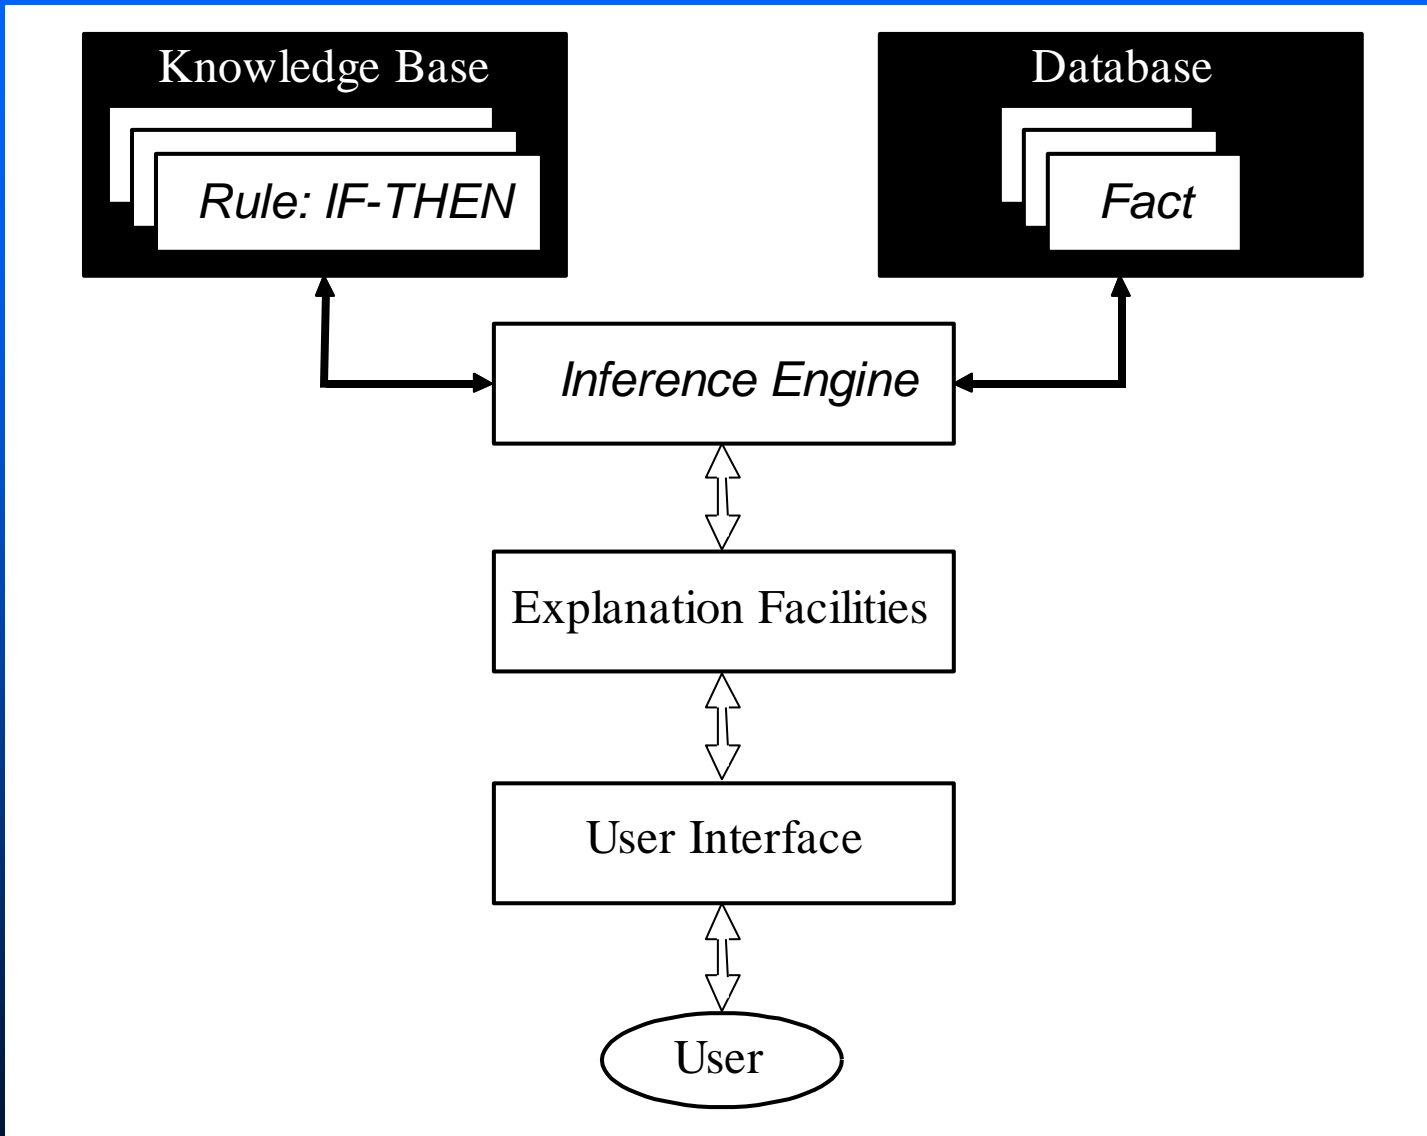 Knowledge Base
Database
Rule: IF-THEN
Fact
Inference Engine
Explanation Facilities
User Interface
User